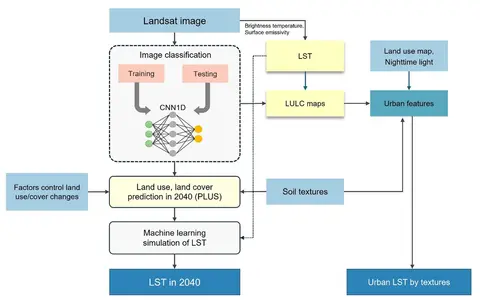 Landsat image
Brightness temperature,
Surface emissivity
Image classification
Training
Testing
CNN1D
LST
Land use map,
Nighttime light
LULC maps
Urban features
Factors control land
use/cover changes
Land use, land cover
prediction in 2040 (PLUS)
Soil textures
Machine learning
simulation of LST
LST in 2040
Urban LST by textures